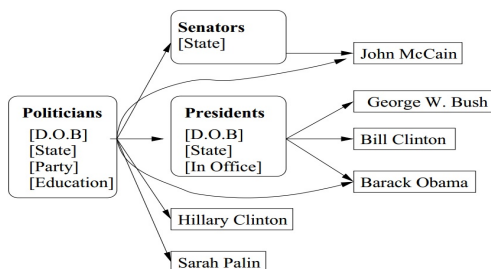 Senators
[State]
John McCain
Politicians
[D.O.B]
[State]
[Party]
[Education]
Presidents
[D.O.B]
[State]
[In Office]
George W. Bush
Bill Clinton
Barack Obama
Hillary Clinton
Sarah Palin